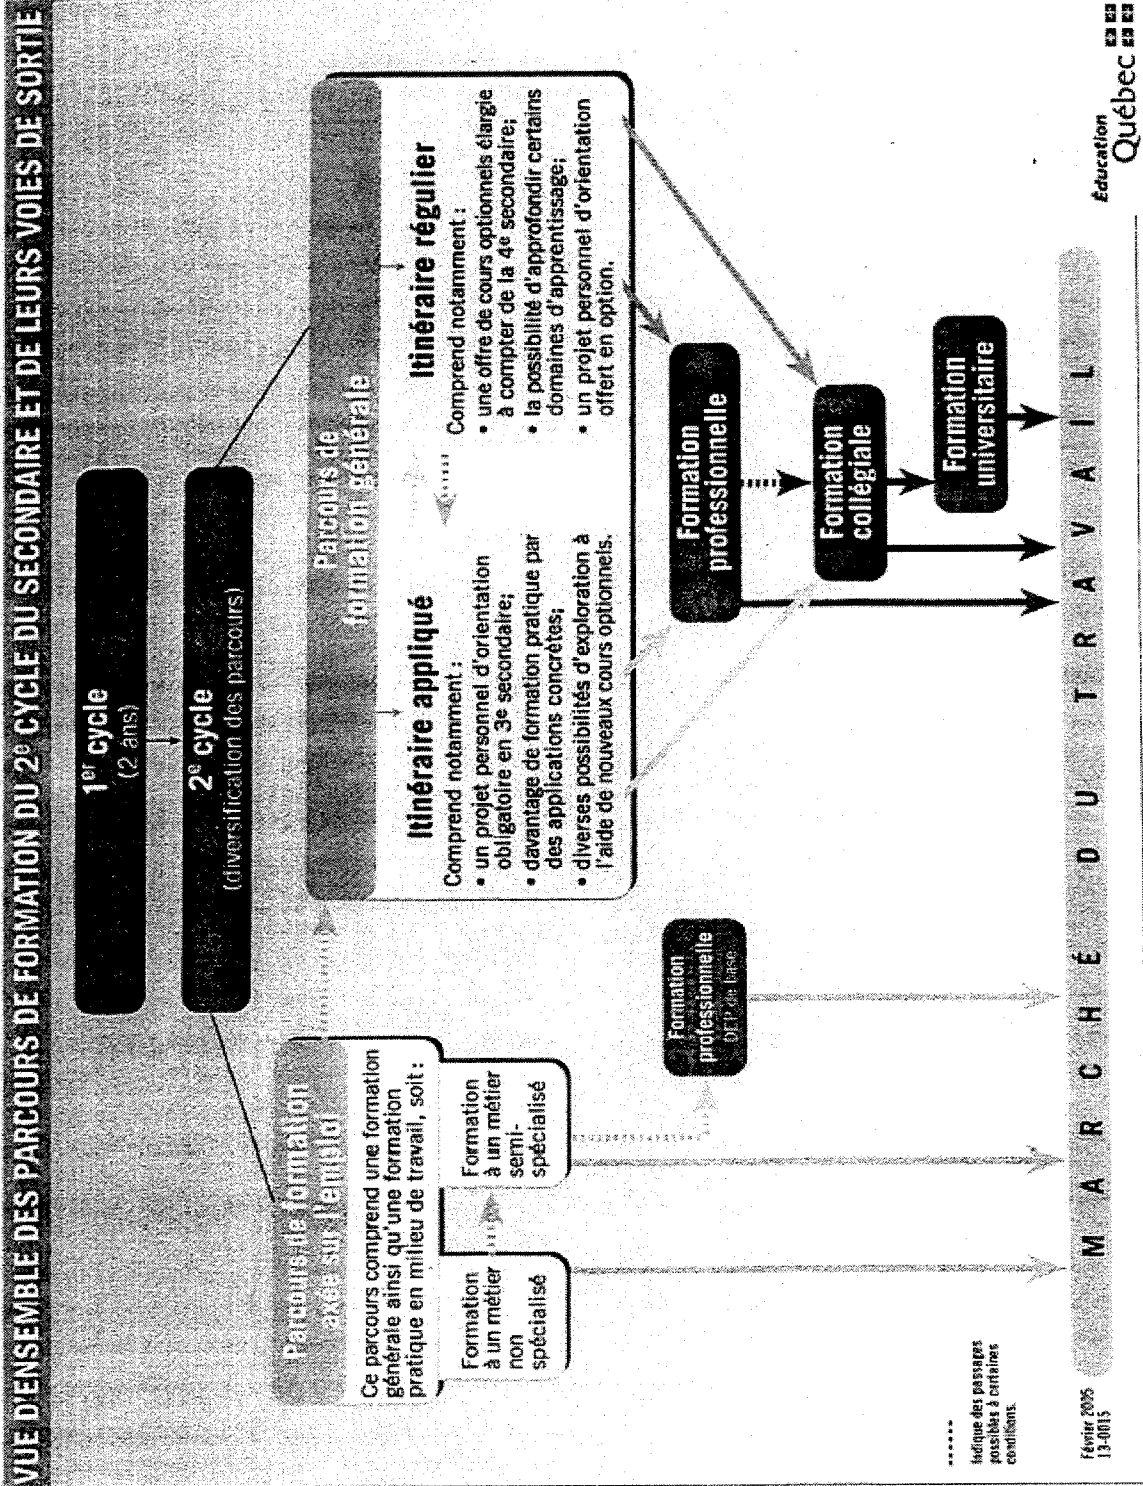 VUE D'ENSEMBLE DES PARCOURS DE FORMATION DU 2e CYCLE DU SECONDAIRE ET DE LEURS VOIES DE SORTIE
1er cycle
(2 ans)
2e cycle
(diversification des parcours)
Parcours de formation
axée sur l'emploi
Ce parcours comprend une formation
générale ainsi qu'une formation
pratique en milieu de travail, soit :
Formation
à un métier
non
spécialisé
Formation
à un métier
semi-
spécialisé
Parcours de
formation générale
Itinéraire appliqué
Comprend notamment :
• un projet personnel d'orientation
obligatoire en 3e secondaire;
• davantage de formation pratique par
des applications concrètes;
• diverses possibilités d'exploration à
l'aide de nouveaux cours optionnels.
Itinéraire régulier
Comprend notamment :
• une offre de cours optionnels élargie
à compter de la 4e secondaire;
• la possibilité d'approfondir certains
domaines d'apprentissage;
• un projet personnel d'orientation
offert en option.
Formation
professionnelle
DEP de base
Formation
professionnelle
Formation
collégiale
Formation
universitaire
MARCHÉ DU TRAVAIL
Indique des passages
possibles à certaines
conditions.
Février 2005
13-0015
Éducation
Québec